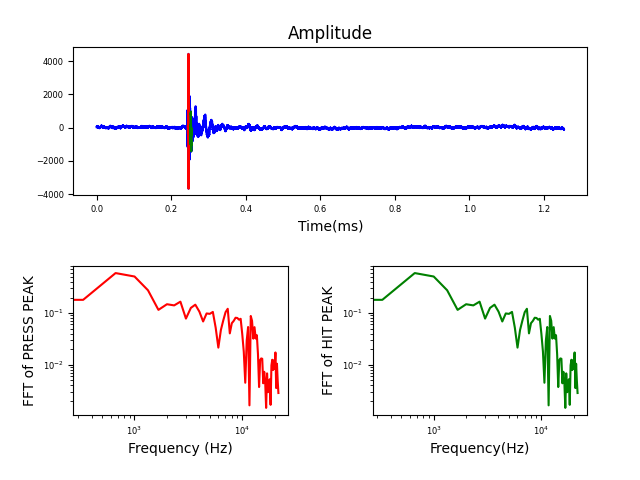 Amplitude
4000
2000
0
−2000
−4000
0.0 0.2 0.4 0.6 0.8 1.0 1.2
Time(ms)
FFT of PRESS PEAK
10⁻¹
10⁻²
10³ 10⁴
Frequency (Hz)
FFT of HIT PEAK
10⁻¹
10⁻²
10³ 10⁴
Frequency(Hz)